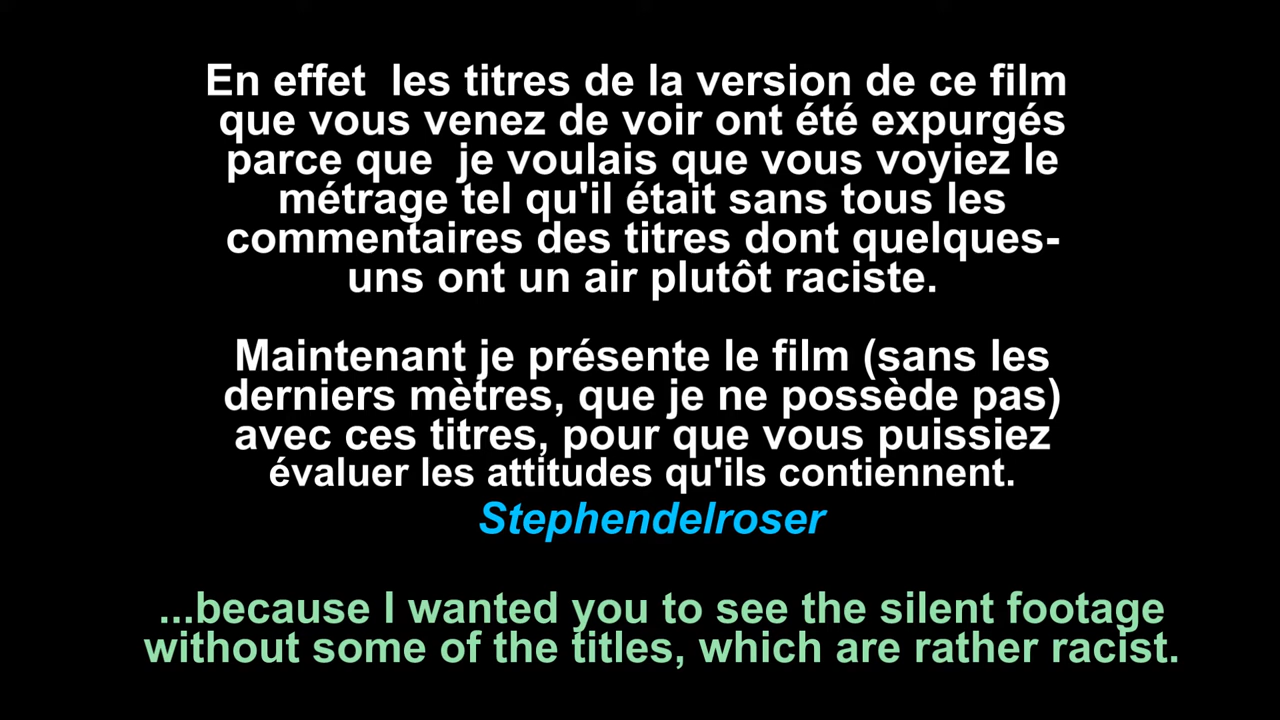 En effet  les titres de la version de ce film
que vous venez de voir ont été expurgés
parce que  je voulais que vous voyiez le
métrage tel qu'il était sans tous les
commentaires des titres dont quelques-
uns ont un air plutôt raciste.
Maintenant je présente le film (sans les
derniers mètres, que je ne possède pas)
avec ces titres, pour que vous puissiez
évaluer les attitudes qu'ils contiennent.
Stephendelroser
...because I wanted you to see the silent footage
without some of the titles, which are rather racist.